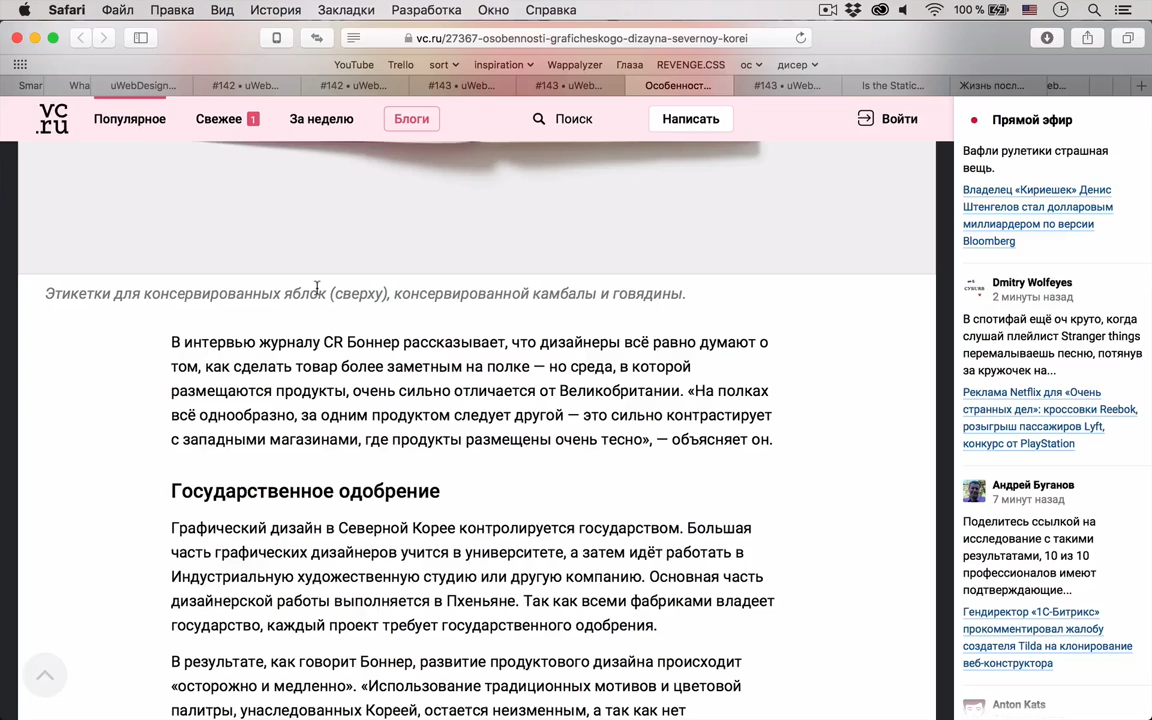 Safari Файл Правка Вид История Закладки Разработка Окно Справка 100 %
vc.ru/27367-osobennosti-graficheskogo-dizayna-severnoy-korei
YouTube Trello sort inspiration Wappalyzer Глаза REVENGE.CSS ос дисер
Smar Wha uWebDesign... #142 • uWeb... #142 • uWeb... #143 • uWeb... #143 • uWeb... Особенност... #143 • uWeb... Is the Static... Жизнь посл... eb...
vc.ru Популярное Свежее 1 За неделю Блоги Поиск Написать Войти
Этикетки для консервированных яблок (сверху), консервированной камбалы и говядины.
В интервью журналу CR Боннер рассказывает, что дизайнеры всё равно думают о
том, как сделать товар более заметным на полке — но среда, в которой
размещаются продукты, очень сильно отличается от Великобритании. «На полках
всё однообразно, за одним продуктом следует другой — это сильно контрастирует
с западными магазинами, где продукты размещены очень тесно», — объясняет он.
Государственное одобрение
Графический дизайн в Северной Корее контролируется государством. Большая
часть графических дизайнеров учится в университете, а затем идёт работать в
Индустриальную художественную студию или другую компанию. Основная часть
дизайнерской работы выполняется в Пхеньяне. Так как всеми фабриками владеет
государство, каждый проект требует государственного одобрения.
В результате, как говорит Боннер, развитие продуктового дизайна происходит
«осторожно и медленно». «Использование традиционных мотивов и цветовой
палитры, унаследованных Кореей, остается неизменным, а так как нет
Прямой эфир
Вафли рулетики страшная
вещь.
Владелец «Кириешек» Денис
Штенгелов стал долларовым
миллиардером по версии
Bloomberg
Dmitry Wolfeyes
2 минуты назад
В спотифай ещё оч круто, когда
слушай плейлист Stranger things
перемалываешь песню, потянув
за кружочек на...
Реклама Netflix для «Очень
странных дел»: кроссовки Reebok,
розыгрыш пассажиров Lyft,
конкурс от PlayStation
Андрей Буганов
7 минут назад
Поделитесь ссылкой на
исследование с такими
результатами, 10 из 10
профессионалов имеют
подтверждающие...
Гендиректор «1С-Битрикс»
прокомментировал жалобу
создателя Tilda на клонирование
веб-конструктора
Anton Kats